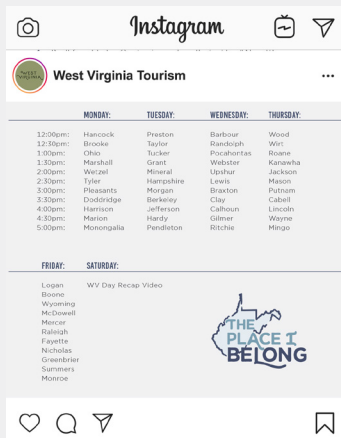 Instagram
West Virginia Tourism
MONDAY: TUESDAY: WEDNESDAY: THURSDAY:
12:00pm: Hancock Preston Barbour Wood
12:30pm: Brooke Taylor Randolph Wirt
1:00pm: Ohio Tucker Pocahontas Roane
1:30pm: Marshall Grant Webster Kanawha
2:00pm: Wetzel Mineral Upshur Jackson
2:30pm: Tyler Hampshire Lewis Mason
3:00pm: Pleasants Morgan Braxton Putnam
3:30pm: Doddridge Berkeley Clay Cabell
4:00pm: Harrison Jefferson Calhoun Lincoln
4:30pm: Marion Hardy Gilmer Wayne
5:00pm: Monongalia Pendleton Ritchie Mingo
FRIDAY: SATURDAY:
Logan WV Day Recap Video
Boone
Wyoming
McDowell
Mercer
Raleigh
Fayette
Nicholas
Greenbrier
Summers
Monroe
THE
PLACE I
BELONG